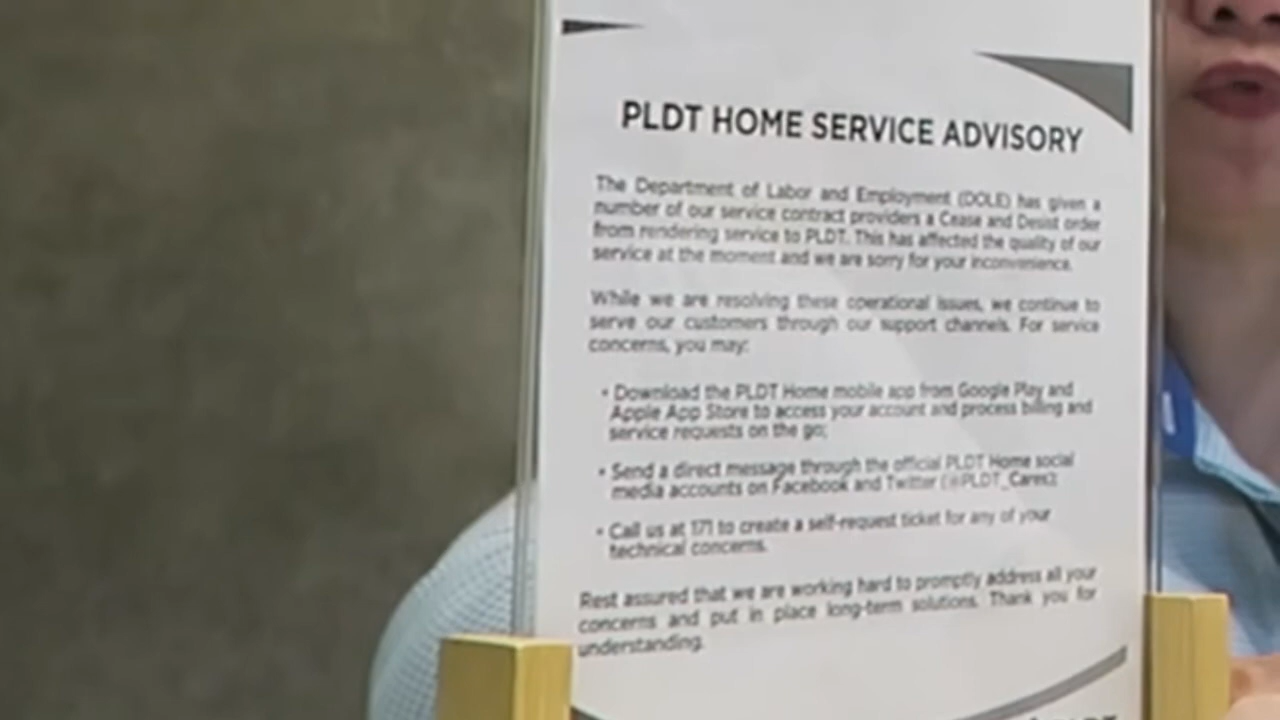 PLDT HOME SERVICE ADVISORY
The Department of Labor and Employment (DOLE) has given a
number of our service contract providers a Cease and Desist order
from rendering service to PLDT. This has affected the quality of our
service at the moment and we are sorry for your inconvenience.
While we are resolving these operational issues, we continue to
serve our customers through our support channels. For service
concerns, you may:
• Download the PLDT Home mobile app from Google Play and
Apple App Store to access your account and process billing and
service requests on the go;
• Send a direct message through the official PLDT Home social
media accounts on Facebook and Twitter (@PLDT_Cares);
• Call us at 171 to create a self-request ticket for any of your
technical concerns.
Rest assured that we are working hard to promptly address all your
concerns and put in place long-term solutions. Thank you for
understanding.